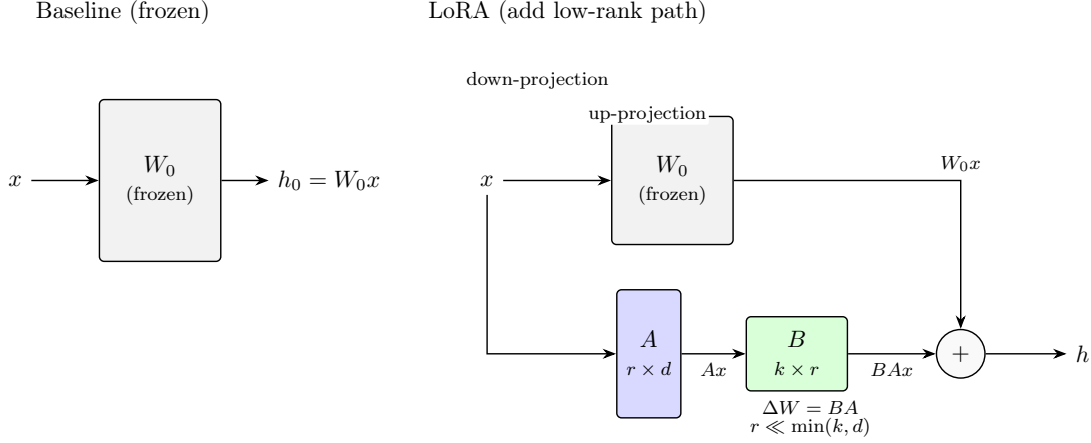 Baseline (frozen)
x
W₀
(frozen)
h₀ = W₀x
LoRA (add low-rank path)
down-projection
up-projection
x
W₀
(frozen)
W₀x
A
r × d
Ax
B
k × r
BAx
+
h
ΔW = BA
r ≪ min(k, d)